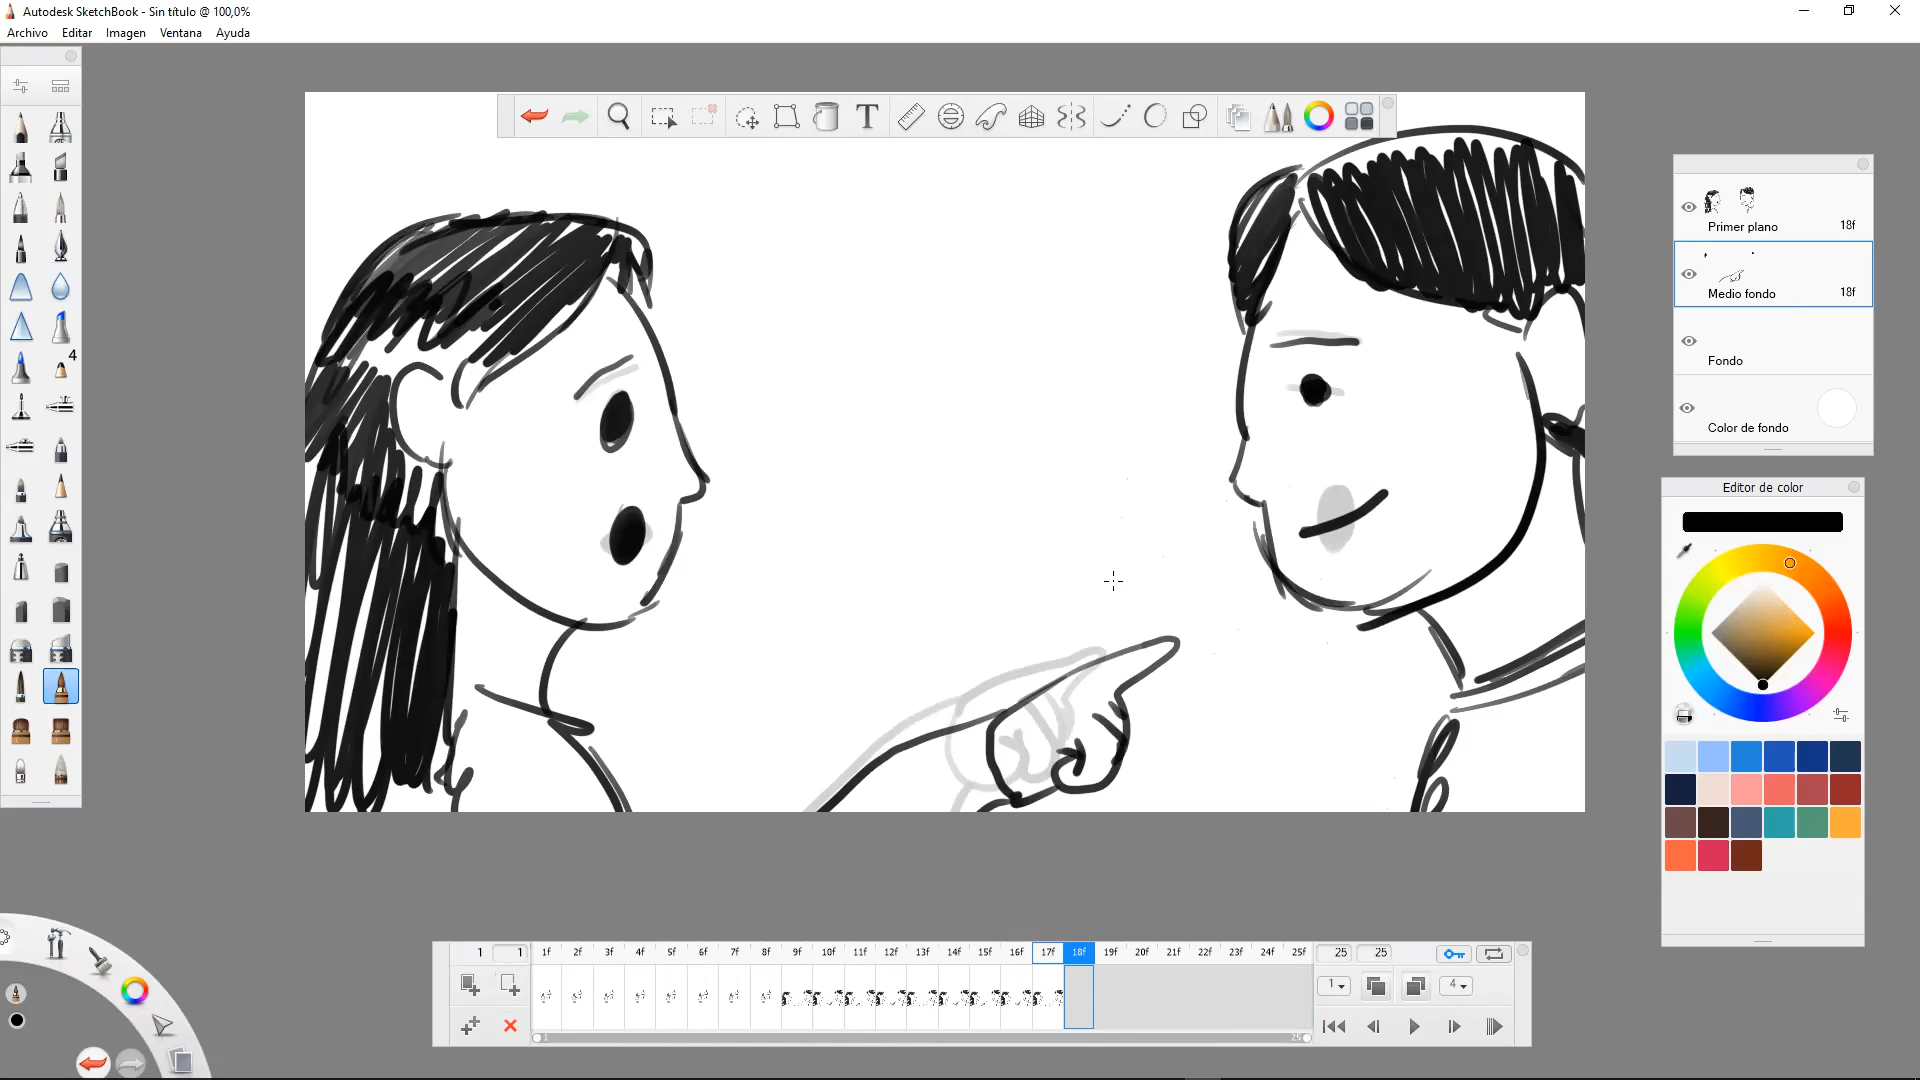 Autodesk SketchBook - Sin título @ 100,0%
Archivo Editar Imagen Ventana Ayuda
T
4
Primer plano 18f
Medio fondo 18f
Fondo
Color de fondo
Editor de color
1 1 1f 2f 3f 4f 5f 6f 7f 8f 9f 10f 11f 12f 13f 14f 15f 16f 17f 18f 19f 20f 21f 22f 23f 24f 25f 25 25
1 4
1 25